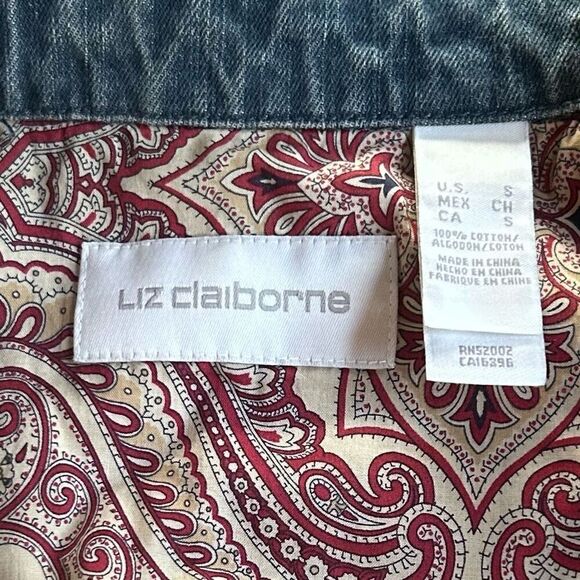 LIZ claiborne
U.S. S
MEX CH
CA S
100% COTTON/
ALGODON/COTON
MADE IN CHINA
HECHO EN CHINA
FABRIQUE EN CHINE
RN52002
CA16396